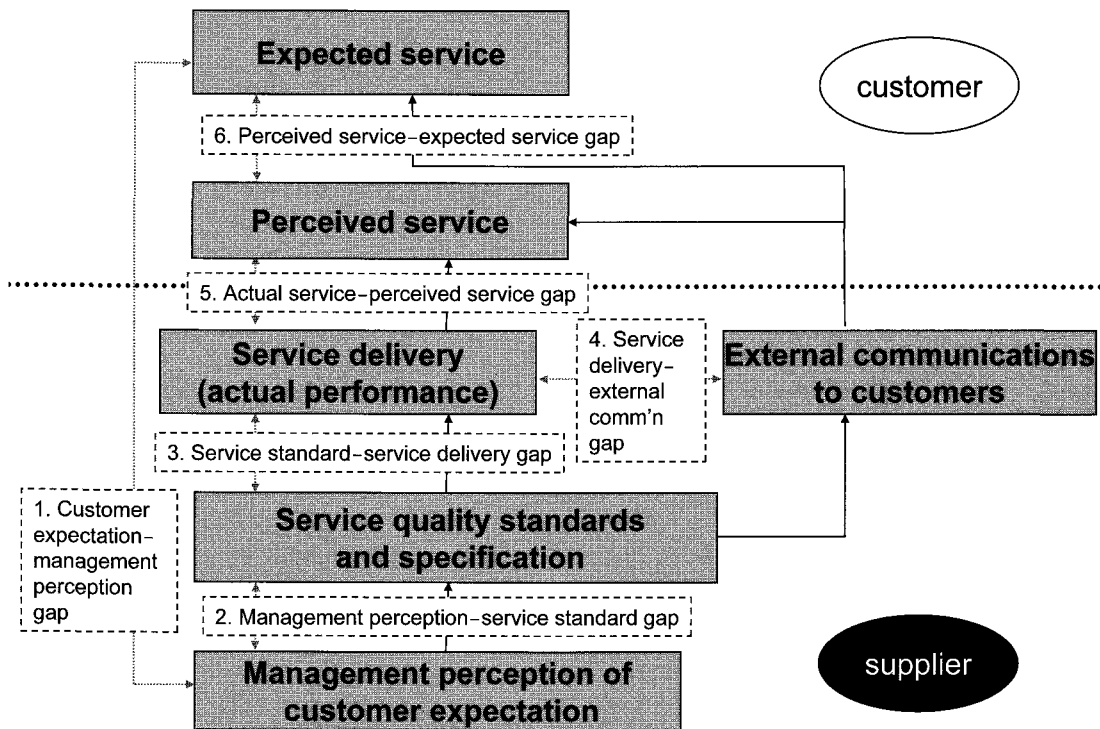 Expected service
customer
6. Perceived service–expected service gap
Perceived service
5. Actual service–perceived service gap
Service delivery
(actual performance)
4. Service
delivery–
external
comm'n
gap
External communications
to customers
3. Service standard–service delivery gap
1. Customer
expectation–
management
perception
gap
Service quality standards
and specification
2. Management perception–service standard gap
supplier
Management perception of
customer expectation